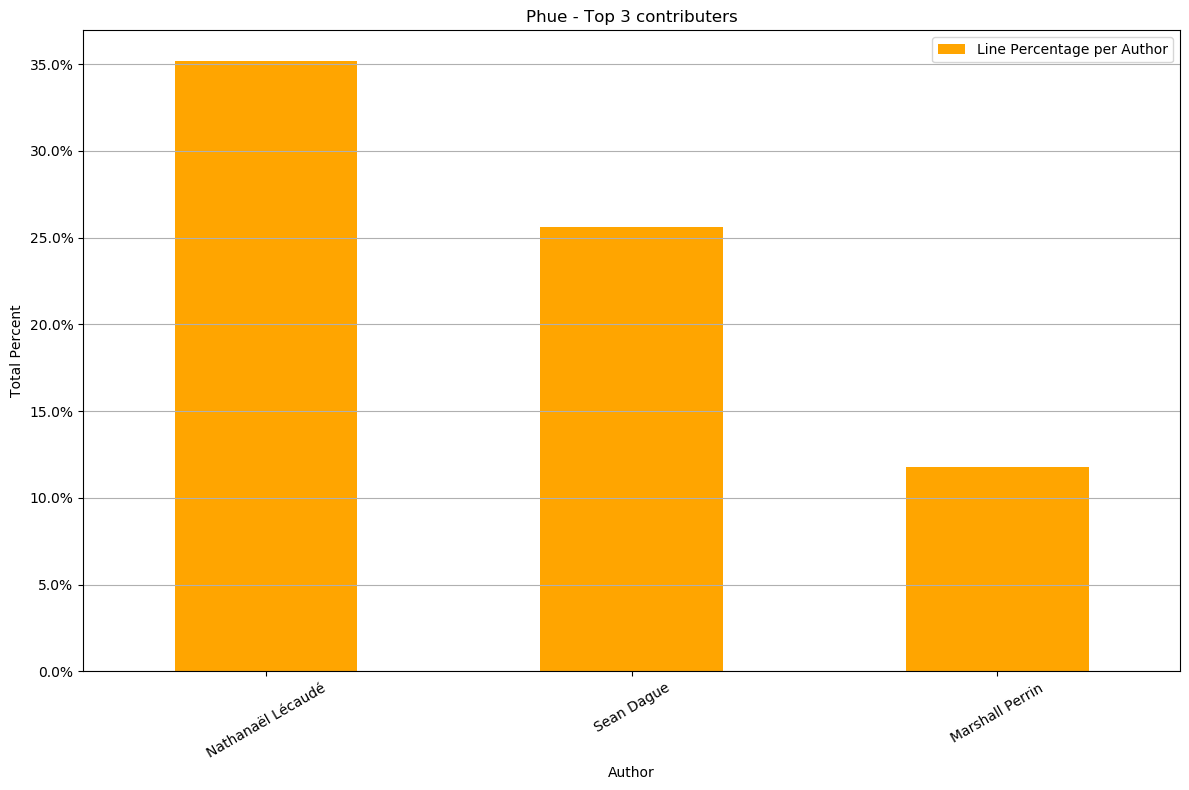 Phue - Top 3 contributers
Line Percentage per Author
35.0%
30.0%
25.0%
20.0%
15.0%
10.0%
5.0%
0.0%
Total Percent
Nathanaël Lécaudé
Sean Dague
Marshall Perrin
Author